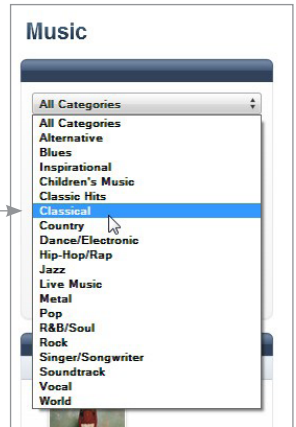 Music
All Categories
All Categories
Alternative
Blues
Inspirational
Children's Music
Classic Hits
Classical
Country
Dance/Electronic
Hip-Hop/Rap
Jazz
Live Music
Metal
Pop
R&B/Soul
Rock
Singer/Songwriter
Soundtrack
Vocal
World